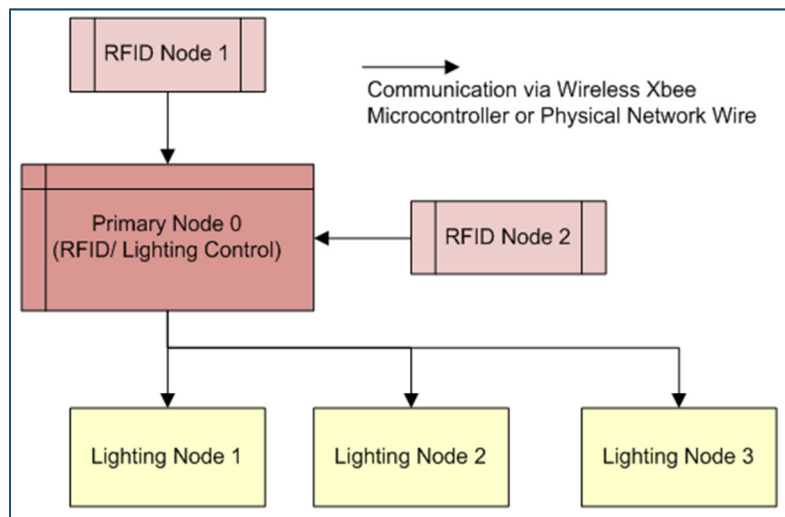 RFID Node 1
Communication via Wireless Xbee
Microcontroller or Physical Network Wire
Primary Node 0
(RFID/ Lighting Control)
RFID Node 2
Lighting Node 1
Lighting Node 2
Lighting Node 3